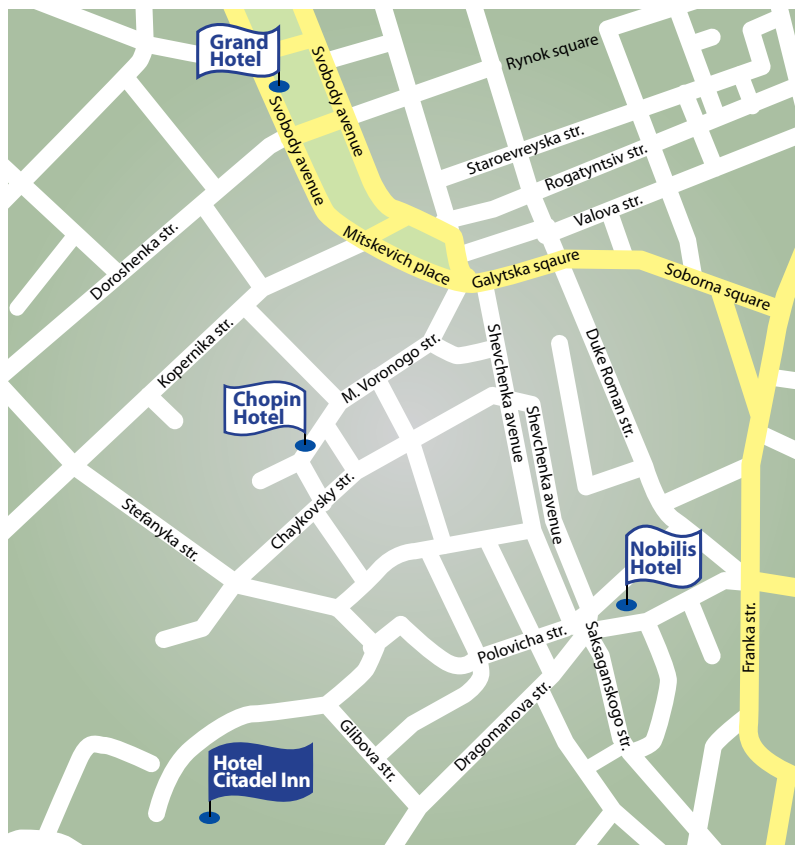 Grand
Hotel
Svobody avenue
Svobody avenue
Rynok square
Staroevreyska str.
Rogatyntsiv str.
Valova str.
Doroshenka str.
Mitskevich place
Galytska sqaure
Soborna square
Kopernika str.
M. Voronogo str.
Shevchenka avenue
Duke Roman str.
Chopin
Hotel
Shevchenka avenue
Chaykovsky str.
Stefanyka str.
Nobilis
Hotel
Polovicha str.
Saksaganskogo str.
Franka str.
Dragomanova str.
Glibova str.
Hotel
Citadel Inn